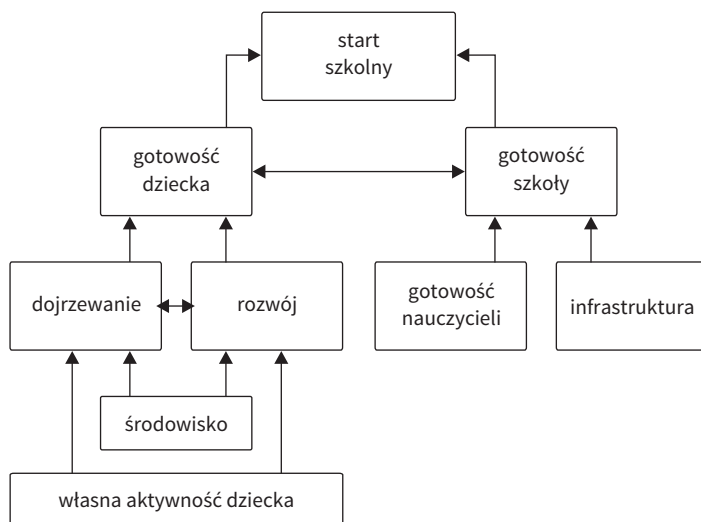 start
szkolny
gotowość
dziecka
gotowość
szkoły
dojrzewanie
rozwój
gotowość
nauczycieli
infrastruktura
środowisko
własna aktywność dziecka